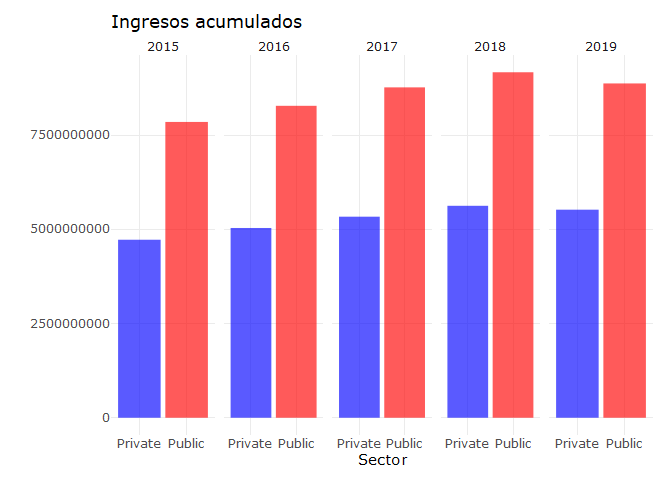 Ingresos acumulados
2015 2016 2017 2018 2019
7500000000
5000000000
2500000000
0
Private Public Private Public Private Public Private Public Private Public
Sector